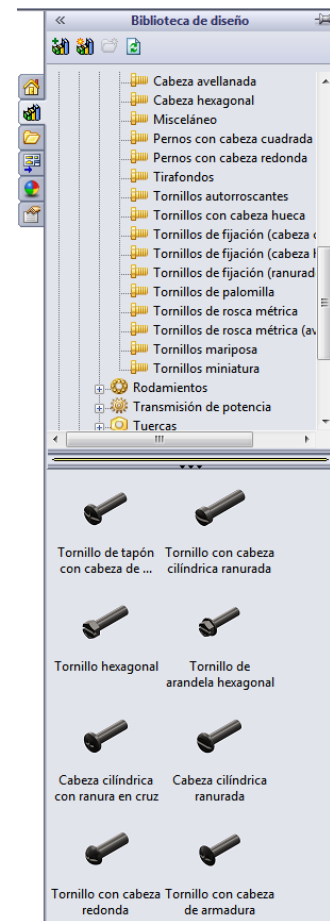 Biblioteca de diseño
Cabeza avellanada
Cabeza hexagonal
Misceláneo
Pernos con cabeza cuadrada
Pernos con cabeza redonda
Tirafondos
Tornillos autorroscantes
Tornillos con cabeza hueca
Tornillos de fijación (cabeza
Tornillos de fijación (cabeza
Tornillos de fijación (ranurad
Tornillos de palomilla
Tornillos de rosca métrica
Tornillos de rosca métrica (av
Tornillos mariposa
Tornillos miniatura
Rodamientos
Transmisión de potencia
Tuercas
Tornillo de tapón
con cabeza de ...
Tornillo con cabeza
cilíndrica ranurada
Tornillo hexagonal
Tornillo de
arandela hexagonal
Cabeza cilíndrica
con ranura en cruz
Cabeza cilíndrica
ranurada
Tornillo con cabeza
redonda
Tornillo con cabeza
de armadura